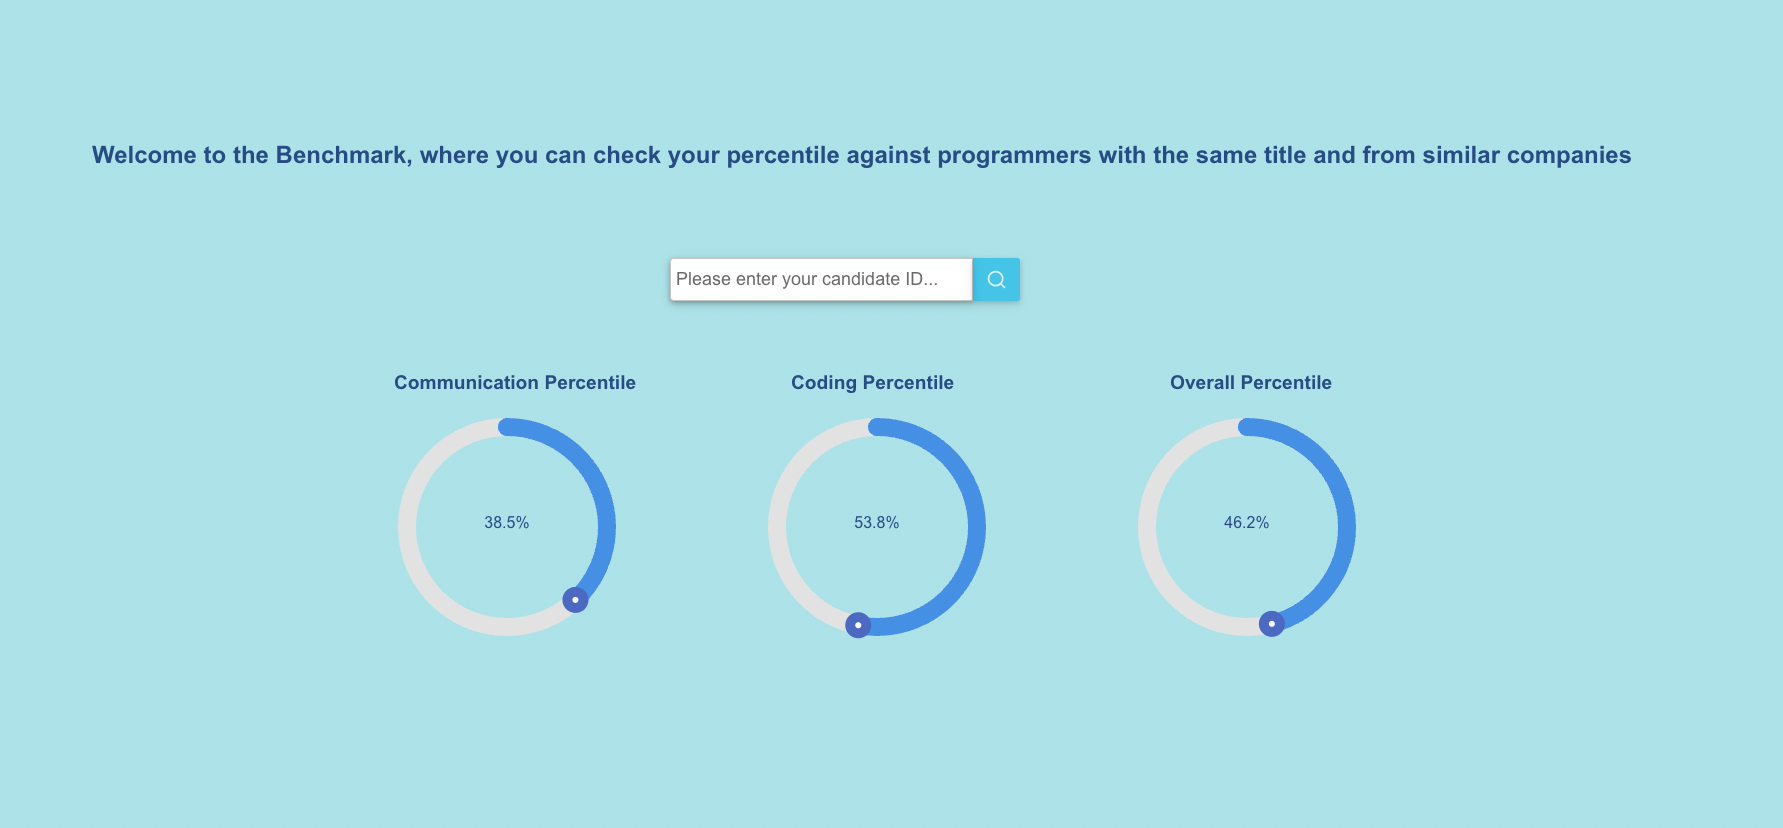 Welcome to the Benchmark, where you can check your percentile against programmers with the same title and from similar companies
Please enter your candidate ID...
Communication Percentile
Coding Percentile
Overall Percentile
38.5%
53.8%
46.2%